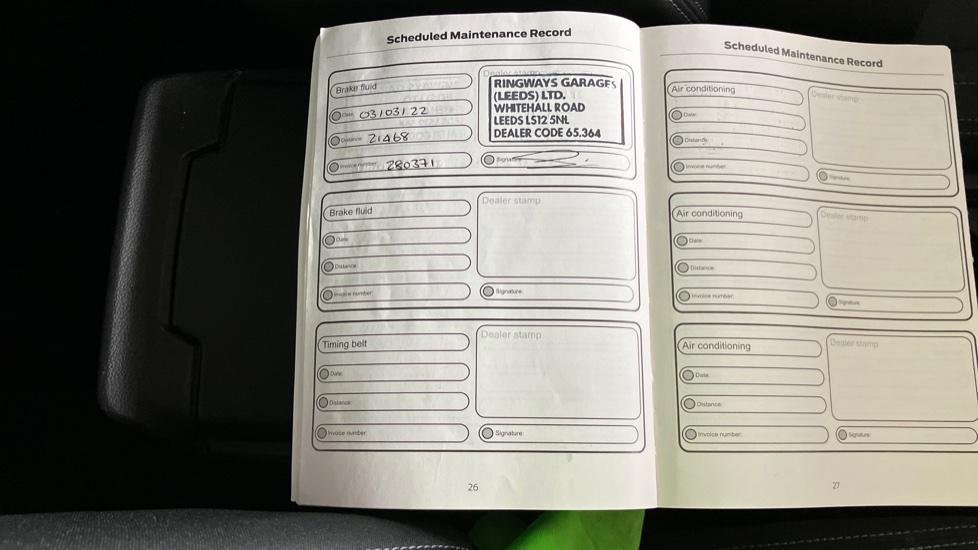 Scheduled Maintenance Record
Brake fluid
Date: 03/03/22
Distance: 21468
Invoice number: 280371
Dealer stamp
RINGWAYS GARAGES
(LEEDS) LTD.
WHITEHALL ROAD
LEEDS LS12 5NL
DEALER CODE 65.364
Signature:
Brake fluid
Date:
Distance:
Invoice number:
Dealer stamp
Signature:
Timing belt
Date:
Distance:
Invoice number:
Dealer stamp
Signature:
26
Scheduled Maintenance Record
Air conditioning
Date:
Distance:
Invoice number:
Dealer stamp
Signature:
Air conditioning
Date:
Distance:
Invoice number:
Dealer stamp
Signature:
Air conditioning
Date:
Distance:
Invoice number:
Dealer stamp
Signature:
27